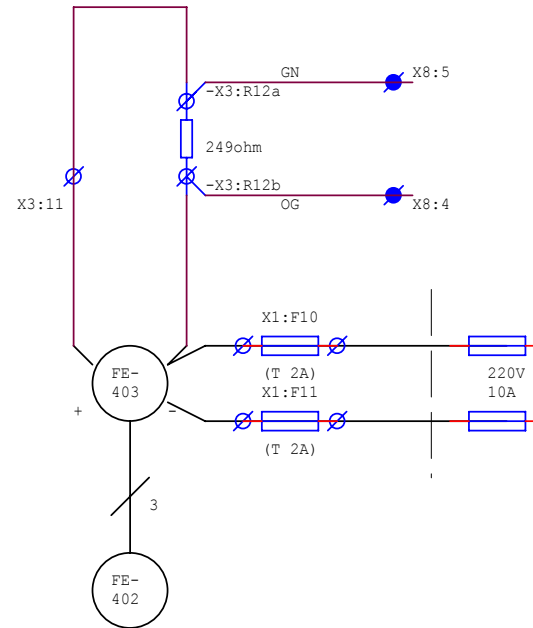 GN
X8:5
-X3:R12a
249ohm
-X3:R12b
X3:11
OG
X8:4
X1:F10
FE-
403
(T 2A)
220V
X1:F11
10A
+
-
(T 2A)
3
FE-
402